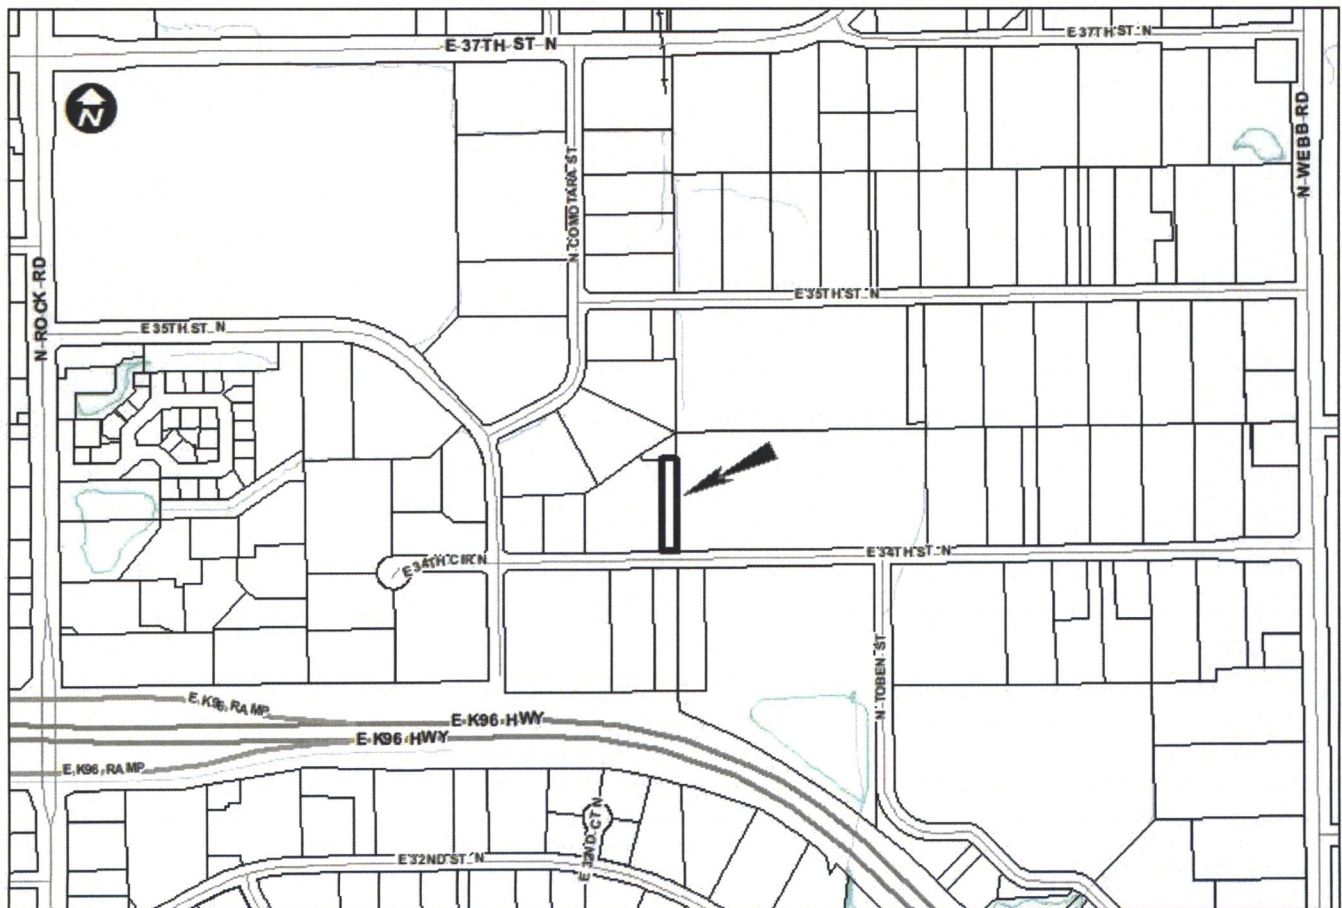 E 37TH ST N
E 37TH ST N
N
N WEBB RD
N COMOTARA ST
N ROCK RD
E 35TH ST N
E 35TH ST N
E 34TH ST N
E 34TH CIR N
N TOBEN ST
E K96 RAMP
E K96 HWY
E K96 HWY
E K96 RAMP
E 32ND CT N
E 32ND ST N